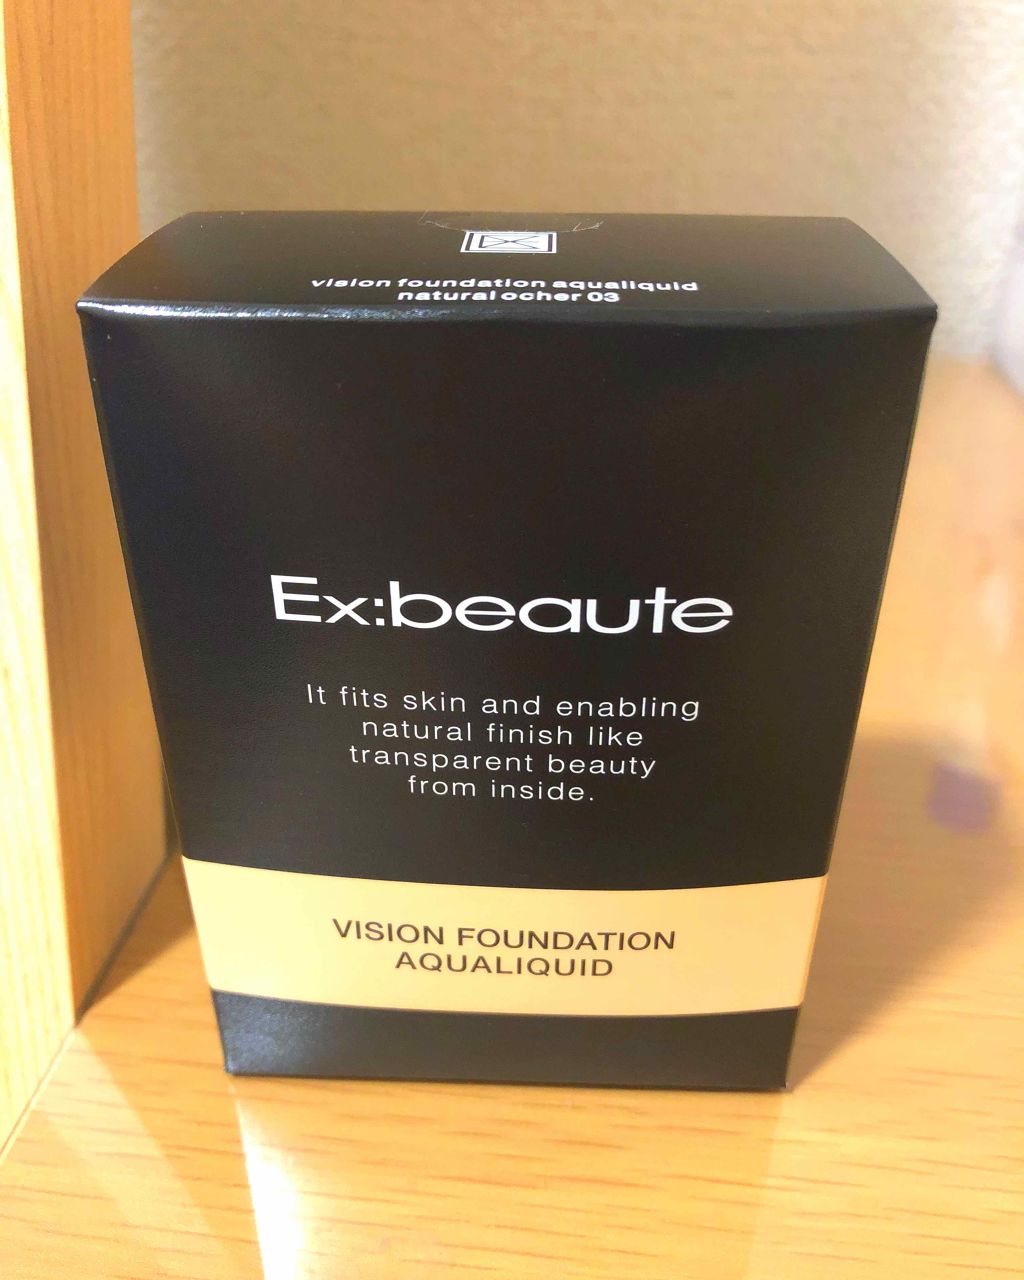 vision foundation aqualiquid
natural ocher 03
Ex:beaute
It fits skin and enabling
natural finish like
transparent beauty
from inside.
VISION FOUNDATION
AQUALIQUID